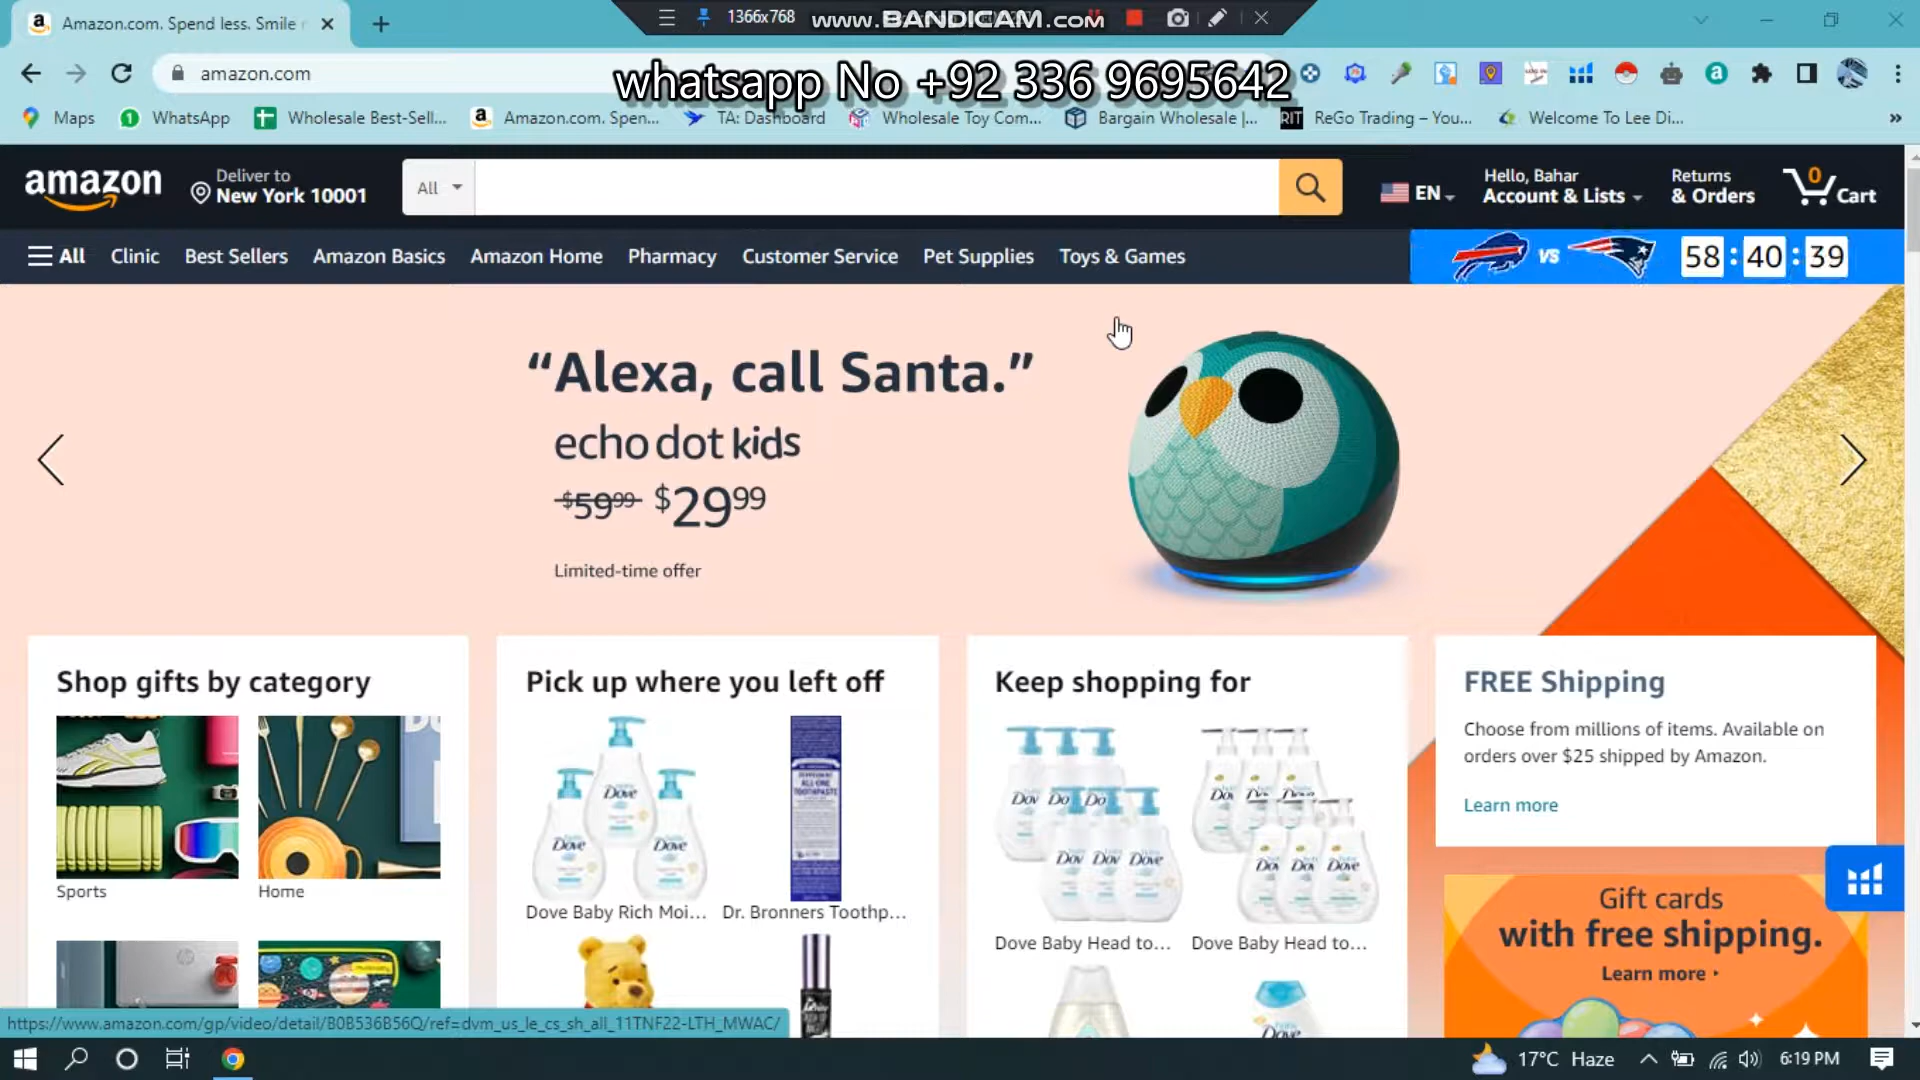 Amazon.com. Spend less. Smile
1366x768
www.BANDICAM.com
amazon.com
whatsapp No +92 336 9695642
Maps
WhatsApp
Wholesale Best-Sell...
Amazon.com. Spen...
TA: Dashboard
Wholesale Toy Com...
Bargain Wholesale |...
RIT
ReGo Trading – You...
Welcome To Lee Di...
amazon
Deliver to
New York 10001
All
EN
Hello, Bahar
Account & Lists
Returns
& Orders
0
Cart
All
Clinic
Best Sellers
Amazon Basics
Amazon Home
Pharmacy
Customer Service
Pet Supplies
Toys & Games
VS
58 : 40 : 39
“Alexa, call Santa.”
echo dot kids
$59.99 $29.99
Limited-time offer
Shop gifts by category
Sports
Home
Pick up where you left off
Dove
Dove
Dove
Dove Baby Rich Moi...
Dr. Bronners Toothp...
Keep shopping for
Dove Baby Head to...
Dove Baby Head to...
FREE Shipping
Choose from millions of items. Available on
orders over $25 shipped by Amazon.
Learn more
Gift cards
with free shipping.
Learn more
https://www.amazon.com/gp/video/detail/B0B536B56Q/ref=dvm_us_le_cs_sh_all_11TNF22-LTH_MWAC/
17°C Haze
6:19 PM